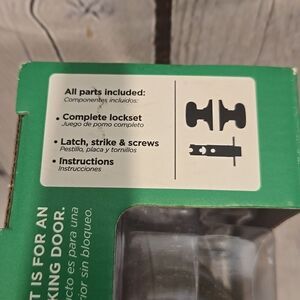 All parts included:
Componentes incluidos:
• Complete lockset
Juego de pomo completo
• Latch, strike & screws
Pestillo, placa y tornillos
• Instructions
Instrucciones
T IS FOR AN
KING DOOR.
cto es para una
rior sin bloqueo.